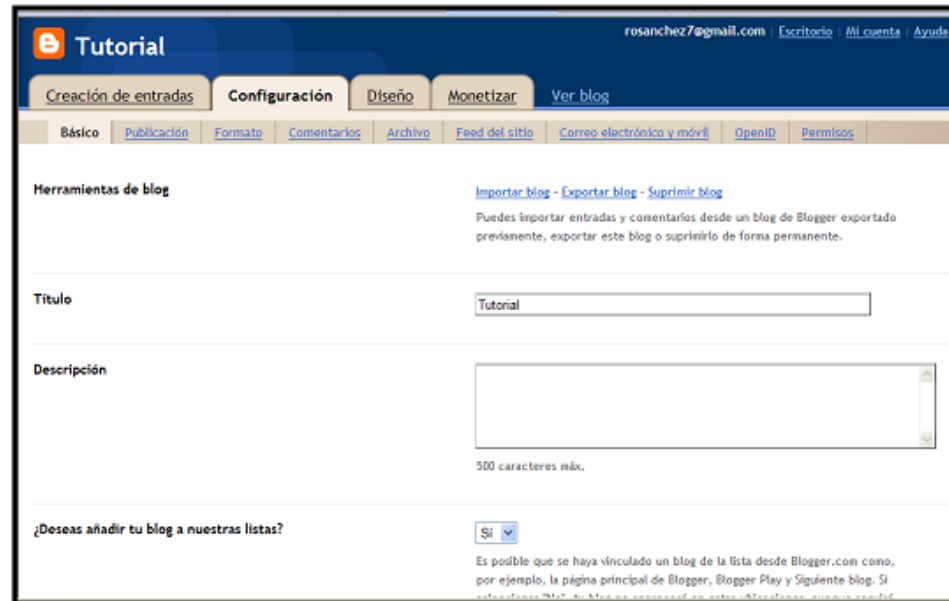 Tutorial
rosanchez7@gmail.com | Escritorio | Mi cuenta | Ayuda
Creación de entradas Configuración Diseño Monetizar Ver blog
Básico Publicación Formato Comentarios Archivo Feed del sitio Correo electrónico y móvil OpenID Permisos
Herramientas de blog
Importar blog - Exportar blog - Suprimir blog
Puedes importar entradas y comentarios desde un blog de Blogger exportado
previamente, exportar este blog o suprimirlo de forma permanente.
Título
Tutorial
Descripción
500 caracteres máx.
¿Deseas añadir tu blog a nuestras listas?
Sí
Es posible que se haya vinculado un blog de la lista desde Blogger.com como,
por ejemplo, la página principal de Blogger, Blogger Play y Siguiente blog. Si